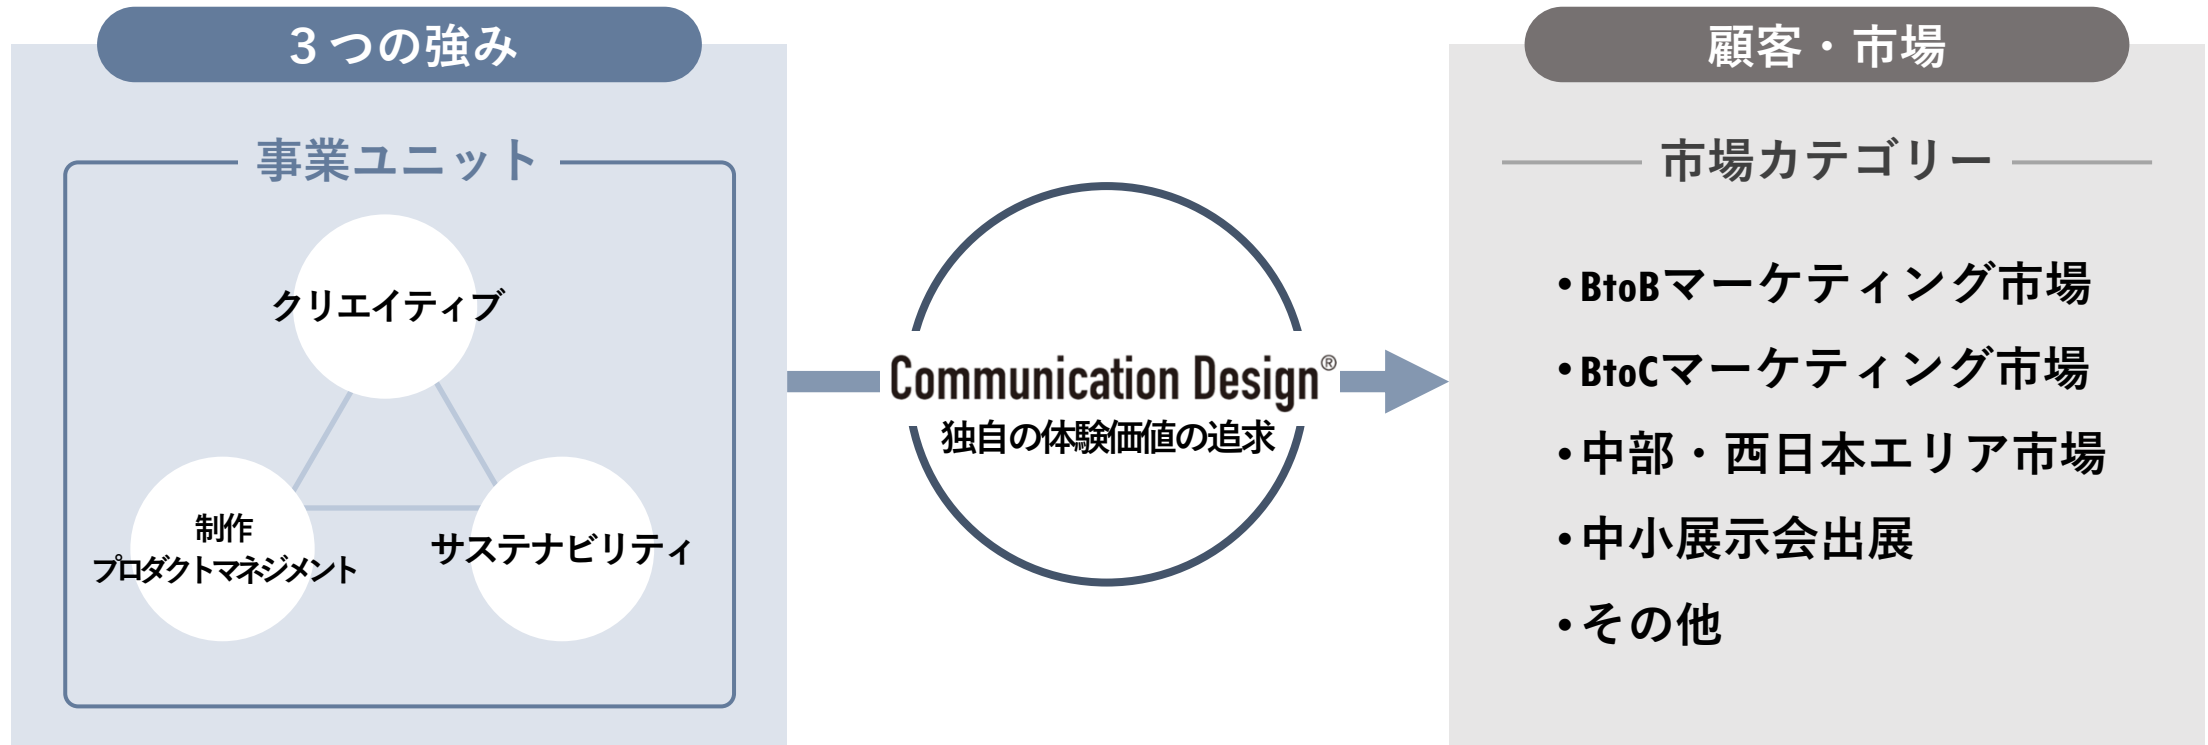 ３つの強み
事業ユニット
クリエイティブ
制作
プロダクトマネジメント
サステナビリティ
Communication Design®
独自の体験価値の追求
顧客・市場
市場カテゴリー
・BtoBマーケティング市場
・BtoCマーケティング市場
・中部・西日本エリア市場
・中小展示会出展
・その他